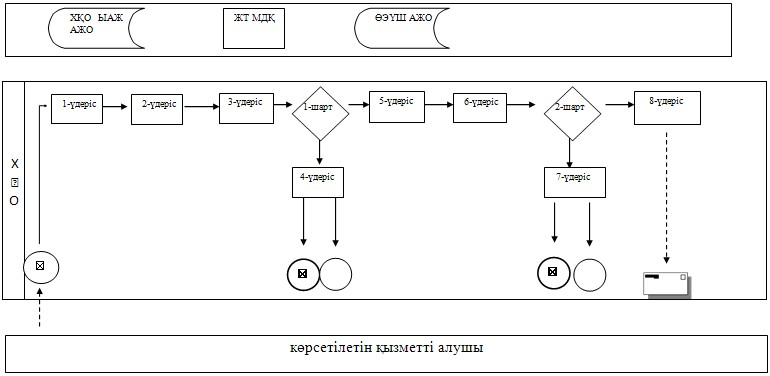 ХҚО ЫАЖ
АЖО
ЖТ МДҚ
ӨЭҮШ АЖО
1-үдеріс
2-үдеріс
3-үдеріс
1-шарт
5-үдеріс
6-үдеріс
2-шарт
8-үдеріс
Х
О
4-үдеріс
7-үдеріс
көрсетілетін қызметті алушы